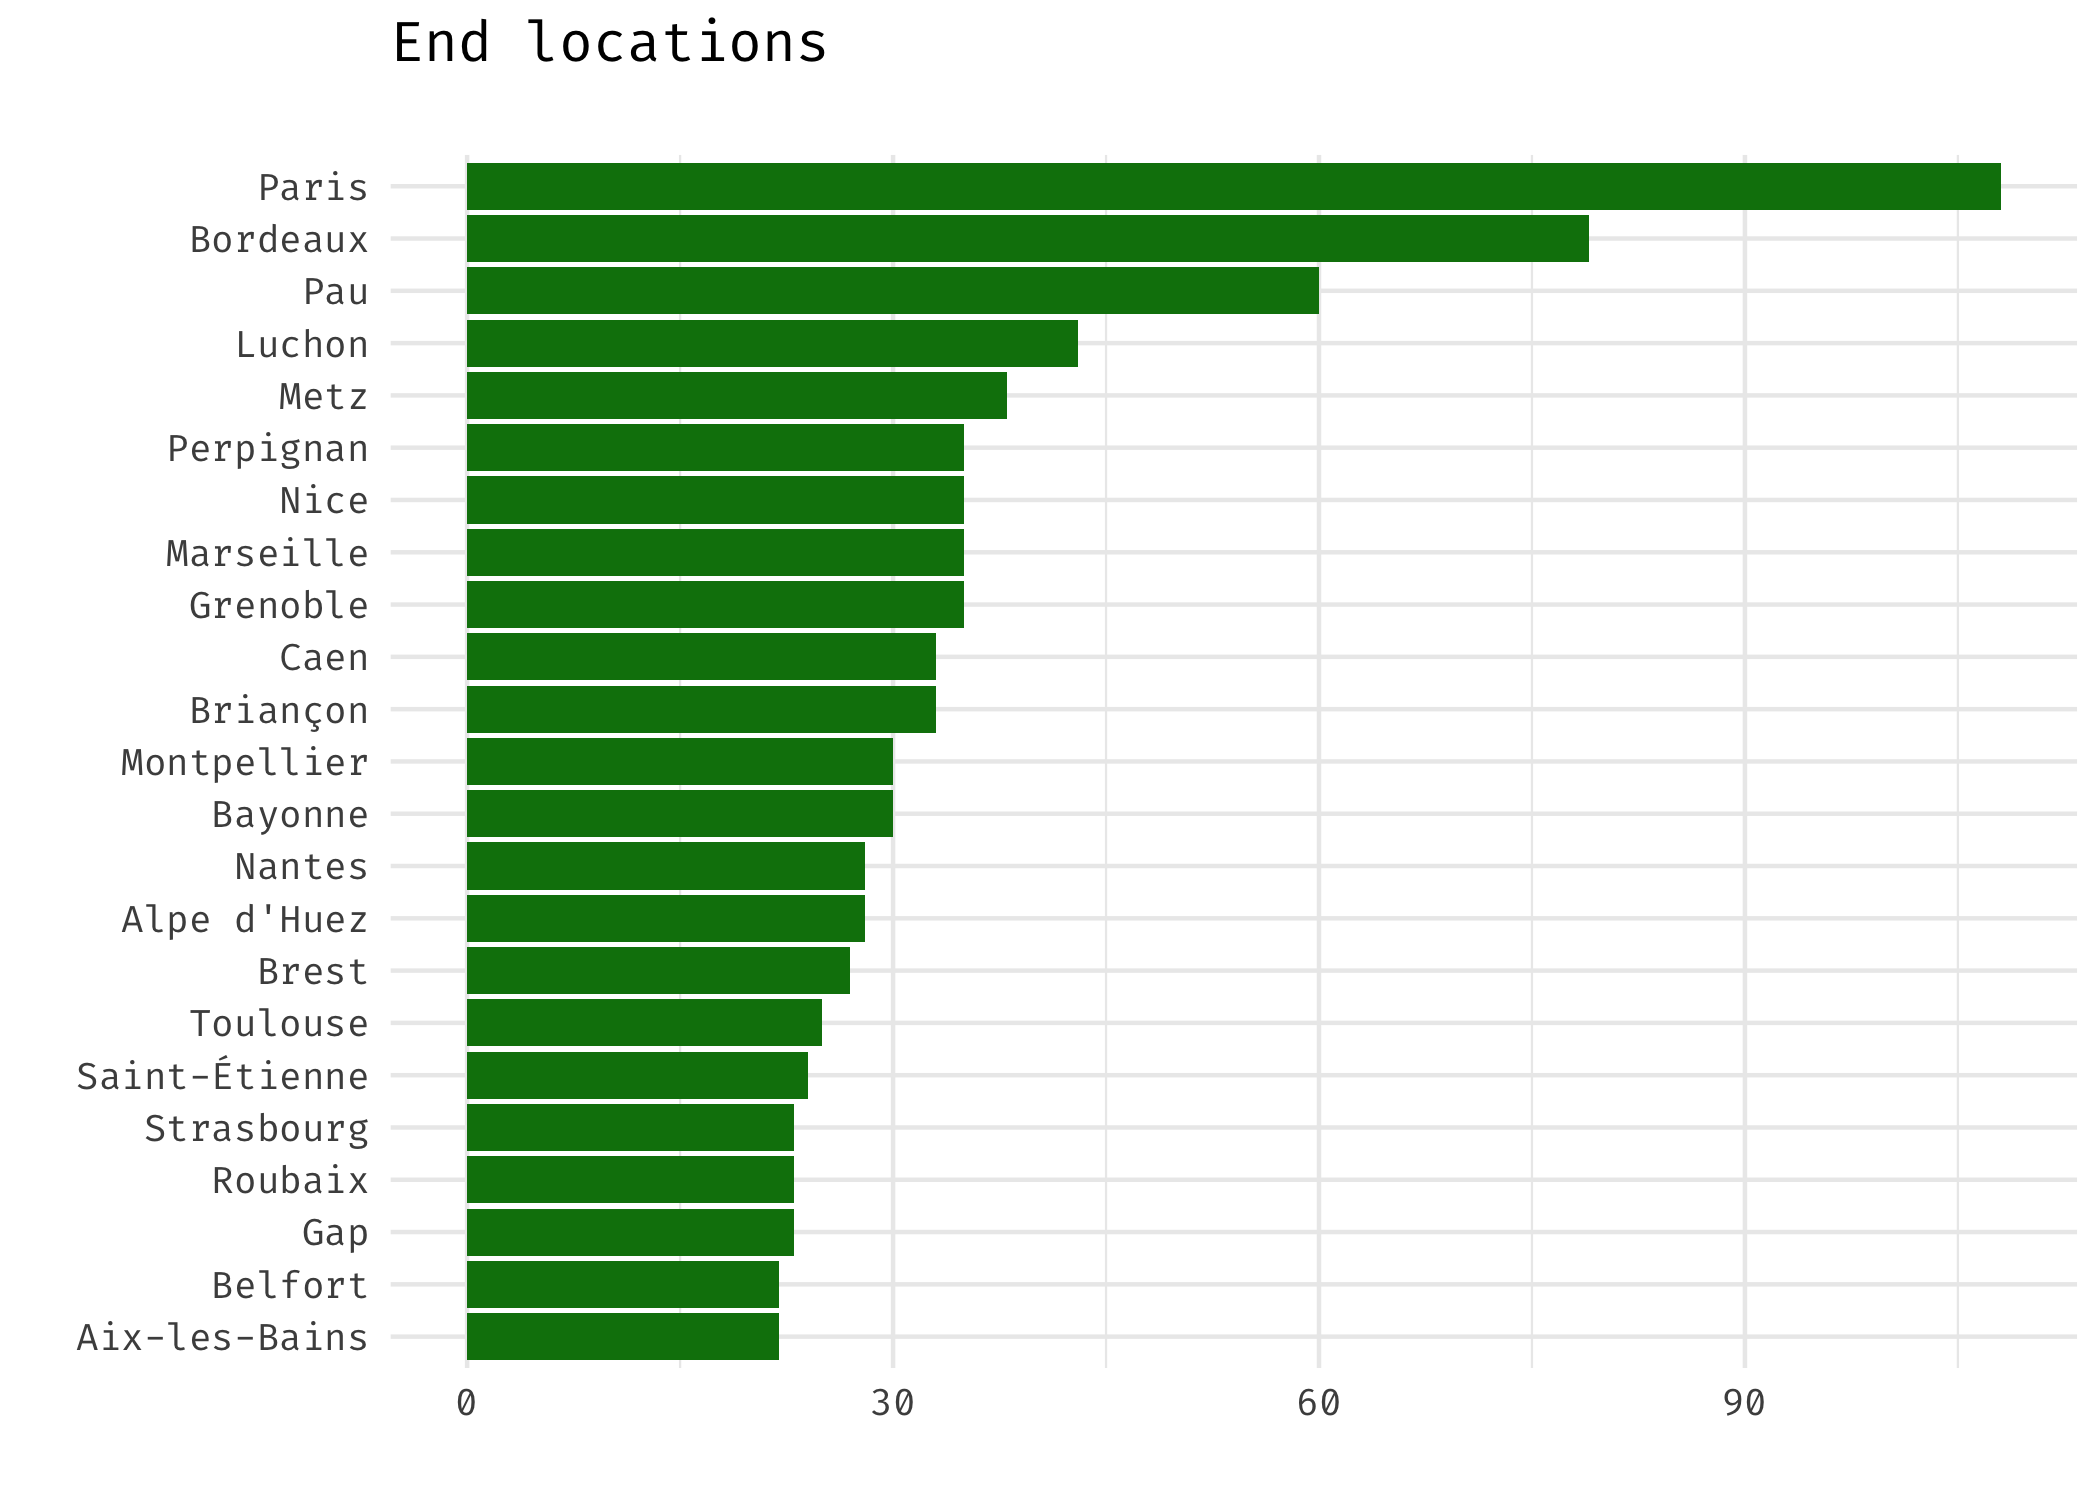 End locations
Paris
Bordeaux
Pau
Luchon
Metz
Perpignan
Nice
Marseille
Grenoble
Caen
Briançon
Montpellier
Bayonne
Nantes
Alpe d'Huez
Brest
Toulouse
Saint-Étienne
Strasbourg
Roubaix
Gap
Belfort
Aix-les-Bains
0 30 60 90